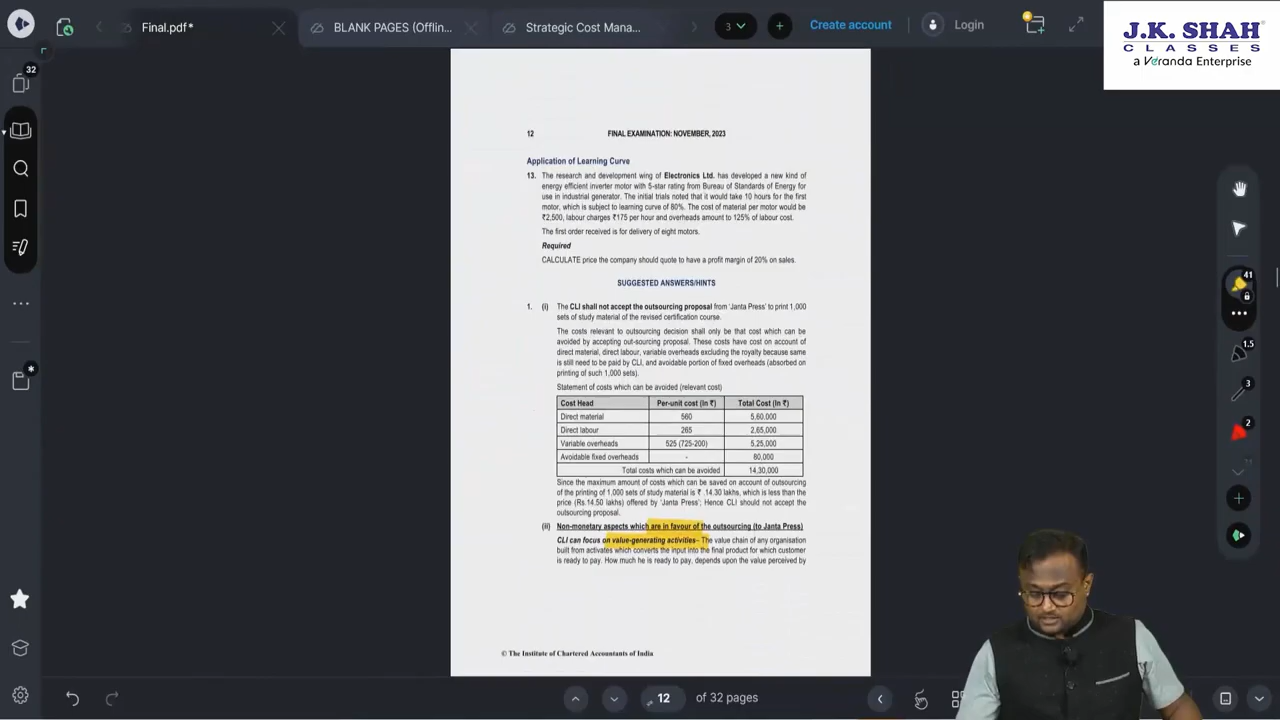 Final.pdf*
BLANK PAGES (Offlin...
Strategic Cost Mana...
3
Create account
Login
J.K. SHAH
CLASSES
a Veranda Enterprise
32
12 FINAL EXAMINATION: NOVEMBER, 2023
Application of Learning Curve
13. The research and development wing of Electronics Ltd. has developed a new kind of
energy efficient inverter motor with 5-star rating from Bureau of Standards of Energy for
use in industrial generator. The initial trials noted that it would take 10 hours for the first
motor, which is subject to learning curve of 80%. The cost of material per motor would be
₹2,500, labour charges ₹175 per hour and overheads amount to 125% of labour cost.
The first order received is for delivery of eight motors.
Required
CALCULATE price the company should quote to have a profit margin of 20% on sales.
SUGGESTED ANSWERS/HINTS
1. (i) The CLI shall not accept the outsourcing proposal from 'Janta Press' to print 1,000
sets of study material of the revised certification course.
The costs relevant to outsourcing decision shall only be that cost which can be
avoided by accepting out-sourcing proposal. These costs have cost on account of
direct material, direct labour, variable overheads excluding the royalty because same
is still need to be paid by CLI, and avoidable portion of fixed overheads (absorbed on
printing of such 1,000 sets).
Statement of costs which can be avoided (relevant cost)
Cost Head Per-unit cost (In ₹) Total Cost (In ₹)
Direct material 560 5,60,000
Direct labour 265 2,65,000
Variable overheads 525 (725-200) 5,25,000
Avoidable fixed overheads - 80,000
Total costs which can be avoided 14,30,000
Since the maximum amount of costs which can be saved on account of outsourcing
of the printing of 1,000 sets of study material is ₹ .14.30 lakhs, which is less than the
price (Rs.14.50 lakhs) offered by 'Janta Press'; Hence CLI should not accept the
outsourcing proposal.
(ii) Non-monetary aspects which are in favour of the outsourcing (to Janta Press)
CLI can focus on value-generating activities– The value chain of any organisation
built from activates which converts the input into the final product for which customer
is ready to pay. How much he is ready to pay, depends upon the value perceived by
© The Institute of Chartered Accountants of India
41
1.5
3
2
12 of 32 pages